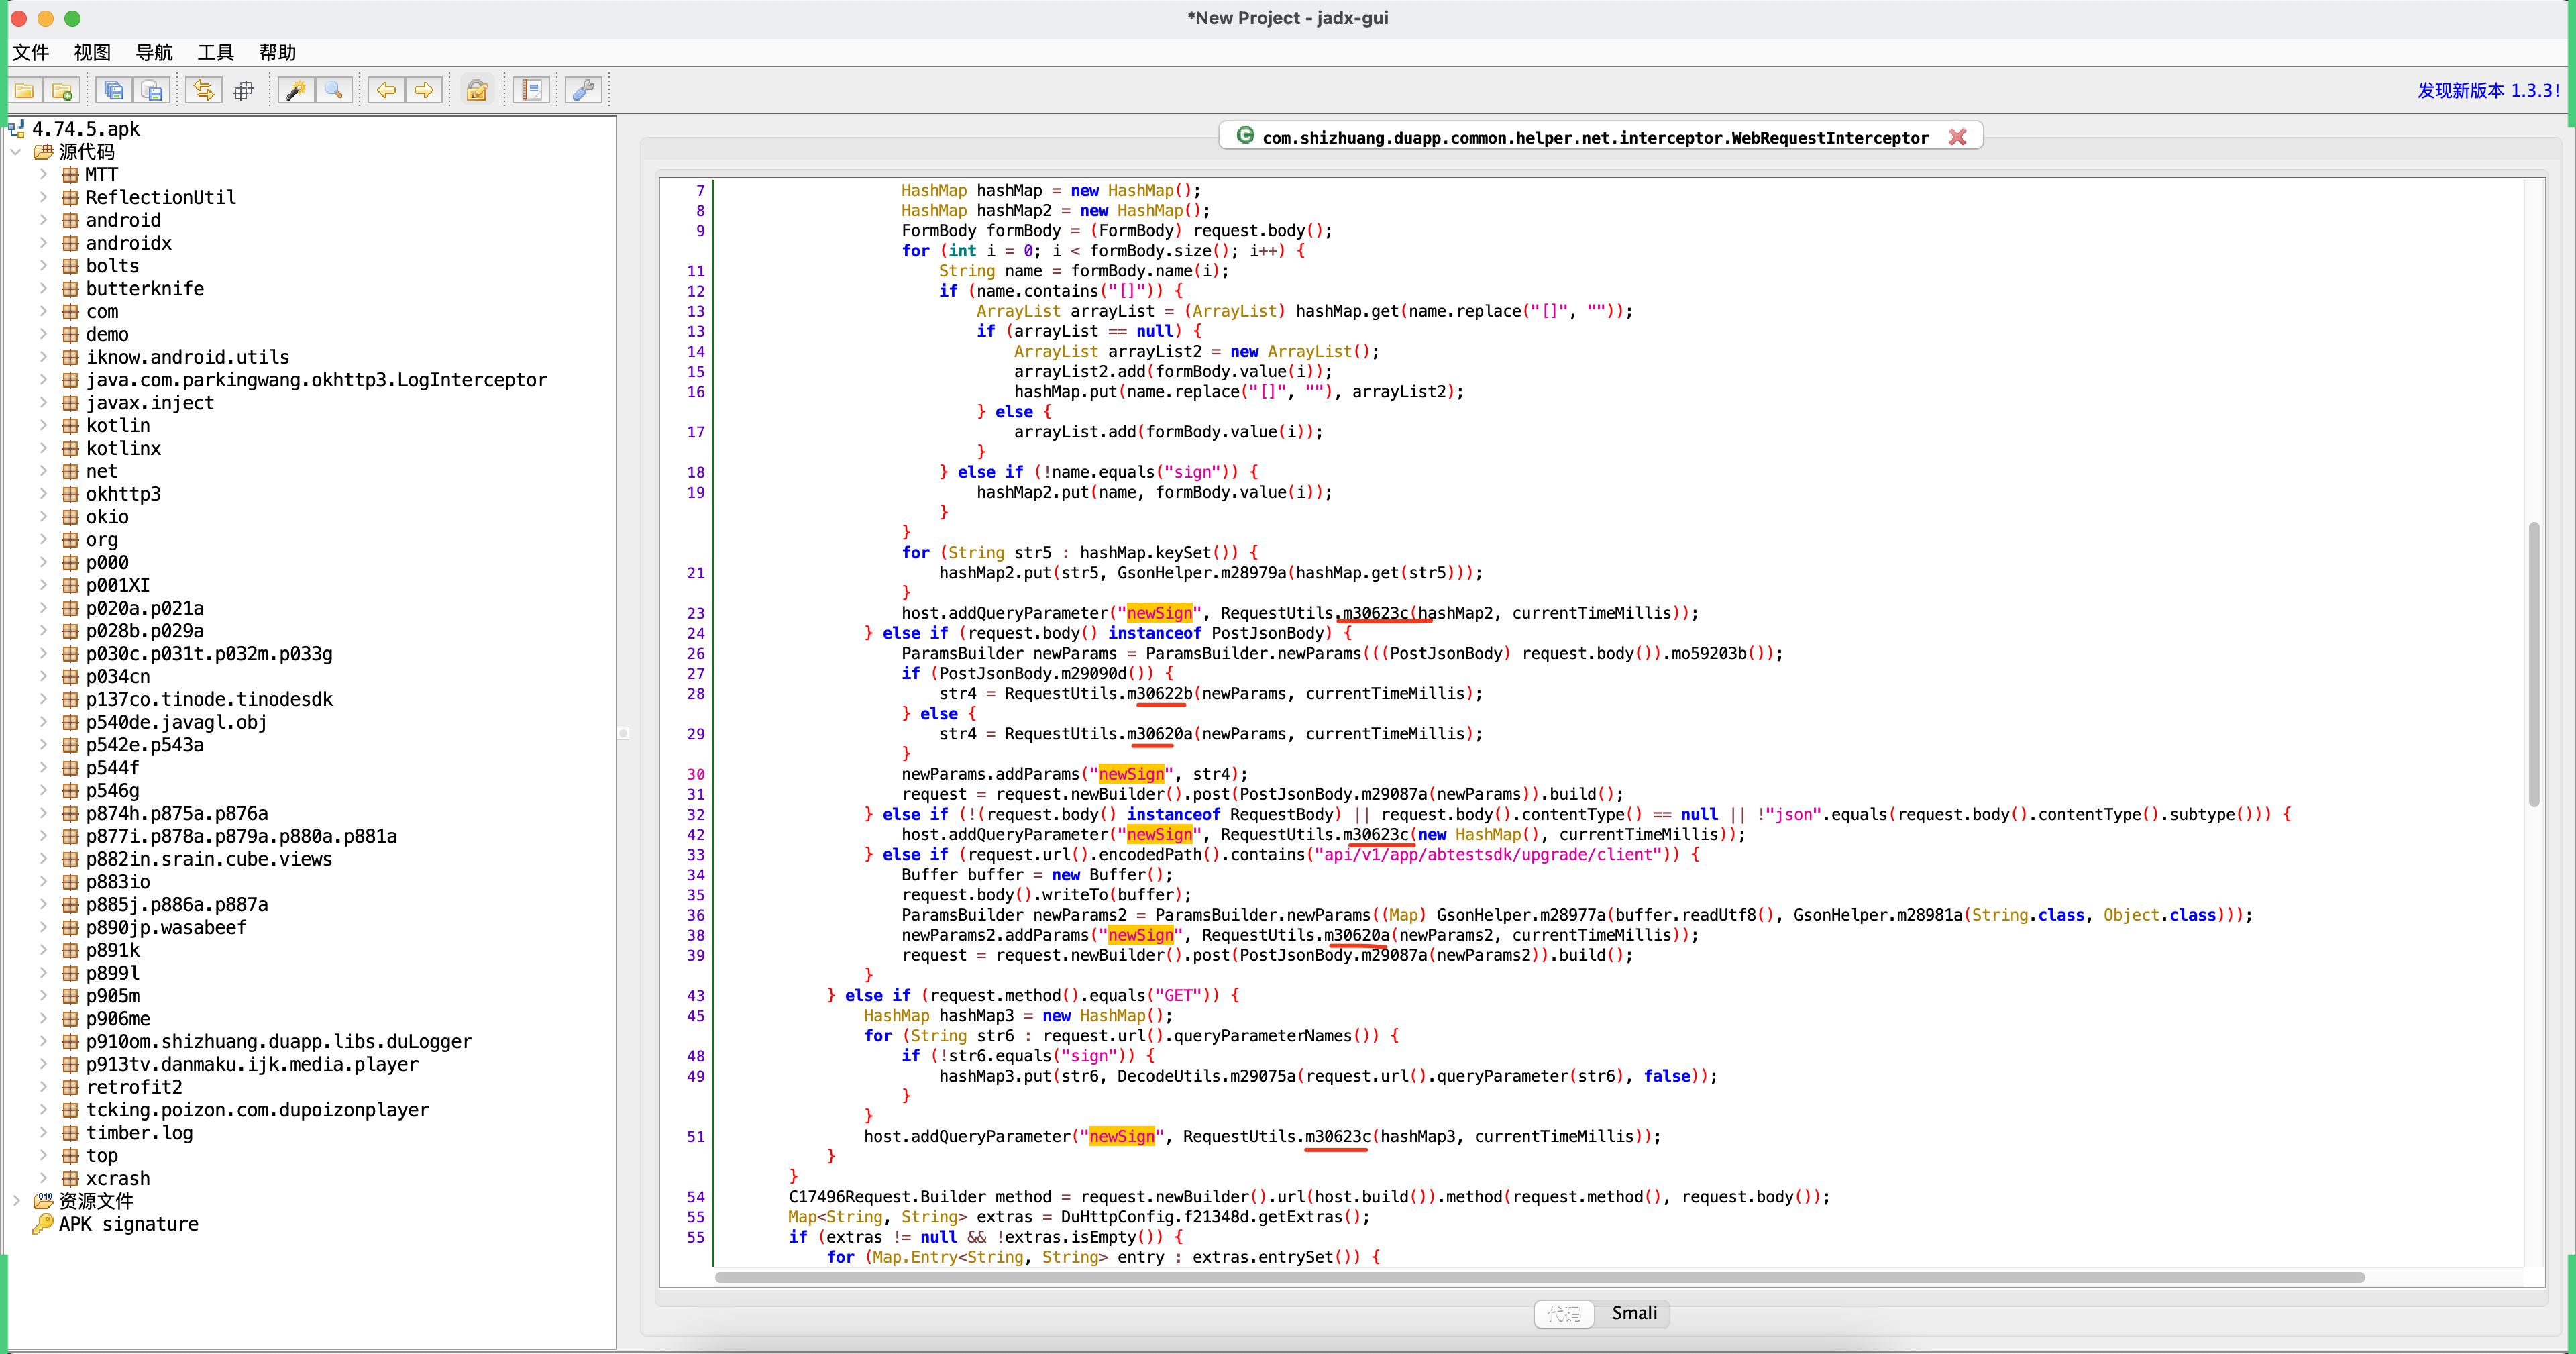 *New Project - jadx-gui
文件 视图 导航 工具 帮助
发现新版本 1.3.3!
4.74.5.apk
源代码
MTT
ReflectionUtil
android
androidx
bolts
butterknife
com
demo
iknow.android.utils
java.com.parkingwang.okhttp3.LogInterceptor
javax.inject
kotlin
kotlinx
net
okhttp3
okio
org
p000
p001XI
p020a.p021a
p028b.p029a
p030c.p031t.p032m.p033g
p034cn
p137co.tinode.tinodesdk
p540de.javagl.obj
p542e.p543a
p544f
p546g
p874h.p875a.p876a
p877i.p878a.p879a.p880a.p881a
p882in.srain.cube.views
p883io
p885j.p886a.p887a
p890jp.wasabeef
p891k
p899l
p905m
p906me
p910om.shizhuang.duapp.libs.duLogger
p913tv.danmaku.ijk.media.player
retrofit2
tcking.poizon.com.dupoizonplayer
timber.log
top
xcrash
资源文件
APK signature
com.shizhuang.duapp.common.helper.net.interceptor.WebRequestInterceptor
7 HashMap hashMap = new HashMap();
8 HashMap hashMap2 = new HashMap();
9 FormBody formBody = (FormBody) request.body();
for (int i = 0; i < formBody.size(); i++) {
11 String name = formBody.name(i);
12 if (name.contains("[]")) {
13 ArrayList arrayList = (ArrayList) hashMap.get(name.replace("[]", ""));
13 if (arrayList == null) {
14 ArrayList arrayList2 = new ArrayList();
15 arrayList2.add(formBody.value(i));
16 hashMap.put(name.replace("[]", ""), arrayList2);
} else {
17 arrayList.add(formBody.value(i));
}
18 } else if (!name.equals("sign")) {
19 hashMap2.put(name, formBody.value(i));
}
}
for (String str5 : hashMap.keySet()) {
21 hashMap2.put(str5, GsonHelper.m28979a(hashMap.get(str5)));
}
23 host.addQueryParameter("newSign", RequestUtils.m30623c(hashMap2, currentTimeMillis));
24 } else if (request.body() instanceof PostJsonBody) {
26 ParamsBuilder newParams = ParamsBuilder.newParams(((PostJsonBody) request.body()).mo59203b());
27 if (PostJsonBody.m29090d()) {
28 str4 = RequestUtils.m30622b(newParams, currentTimeMillis);
} else {
29 str4 = RequestUtils.m30620a(newParams, currentTimeMillis);
}
30 newParams.addParams("newSign", str4);
31 request = request.newBuilder().post(PostJsonBody.m29087a(newParams)).build();
32 } else if (!(request.body() instanceof RequestBody) || request.body().contentType() == null || !"json".equals(request.body().contentType().subtype())) {
42 host.addQueryParameter("newSign", RequestUtils.m30623c(new HashMap(), currentTimeMillis));
33 } else if (request.url().encodedPath().contains("api/v1/app/abtestsdk/upgrade/client")) {
34 Buffer buffer = new Buffer();
35 request.body().writeTo(buffer);
36 ParamsBuilder newParams2 = ParamsBuilder.newParams((Map) GsonHelper.m28977a(buffer.readUtf8(), GsonHelper.m28981a(String.class, Object.class)));
38 newParams2.addParams("newSign", RequestUtils.m30620a(newParams2, currentTimeMillis));
39 request = request.newBuilder().post(PostJsonBody.m29087a(newParams2)).build();
}
43 } else if (request.method().equals("GET")) {
45 HashMap hashMap3 = new HashMap();
for (String str6 : request.url().queryParameterNames()) {
48 if (!str6.equals("sign")) {
49 hashMap3.put(str6, DecodeUtils.m29075a(request.url().queryParameter(str6), false));
}
}
51 host.addQueryParameter("newSign", RequestUtils.m30623c(hashMap3, currentTimeMillis));
}
}
54 C17496Request.Builder method = request.newBuilder().url(host.build()).method(request.method(), request.body());
55 Map<String, String> extras = DuHttpConfig.f21348d.getExtras();
55 if (extras != null && !extras.isEmpty()) {
for (Map.Entry<String, String> entry : extras.entrySet()) {
代码 Smali